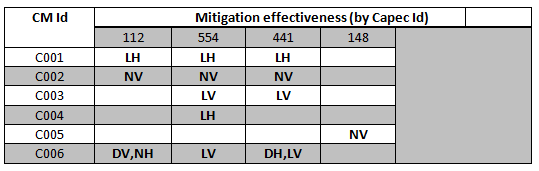 CM Id Mitigation effectiveness (by Capec Id)
112 554 441 148
C001 LH LH LH
C002 NV NV NV
C003 LV LV
C004 LH
C005 NV
C006 DV,NH LV DH,LV